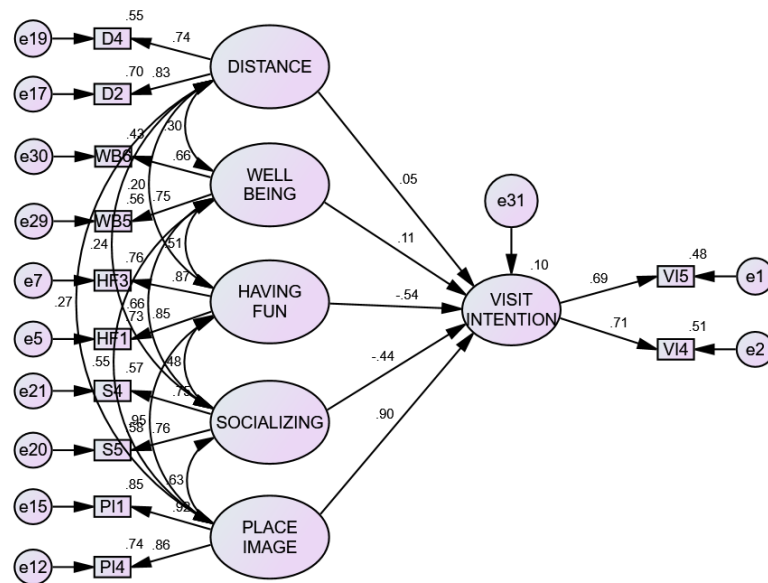 .55
e19
D4
.74
DISTANCE
.70
.83
e17
D2
.30
.43
e30
WB6
.66
WELL
BEING
.05
.20
.56
.75
e29
WB5
.11
e31
.24
.51
.76
e7
HF3
.87
HAVING
FUN
-.54
.10
VISIT
INTENTION
.69
VI5
.48
e1
.27
.66
.73
.85
e5
HF1
.71
VI4
.51
e2
.55
.57
.48
e21
S4
.75
-.44
SOCIALIZING
.95
.58
.76
e20
S5
.90
.63
.85
e15
PI1
.92
PLACE
IMAGE
.74
.86
e12
PI4